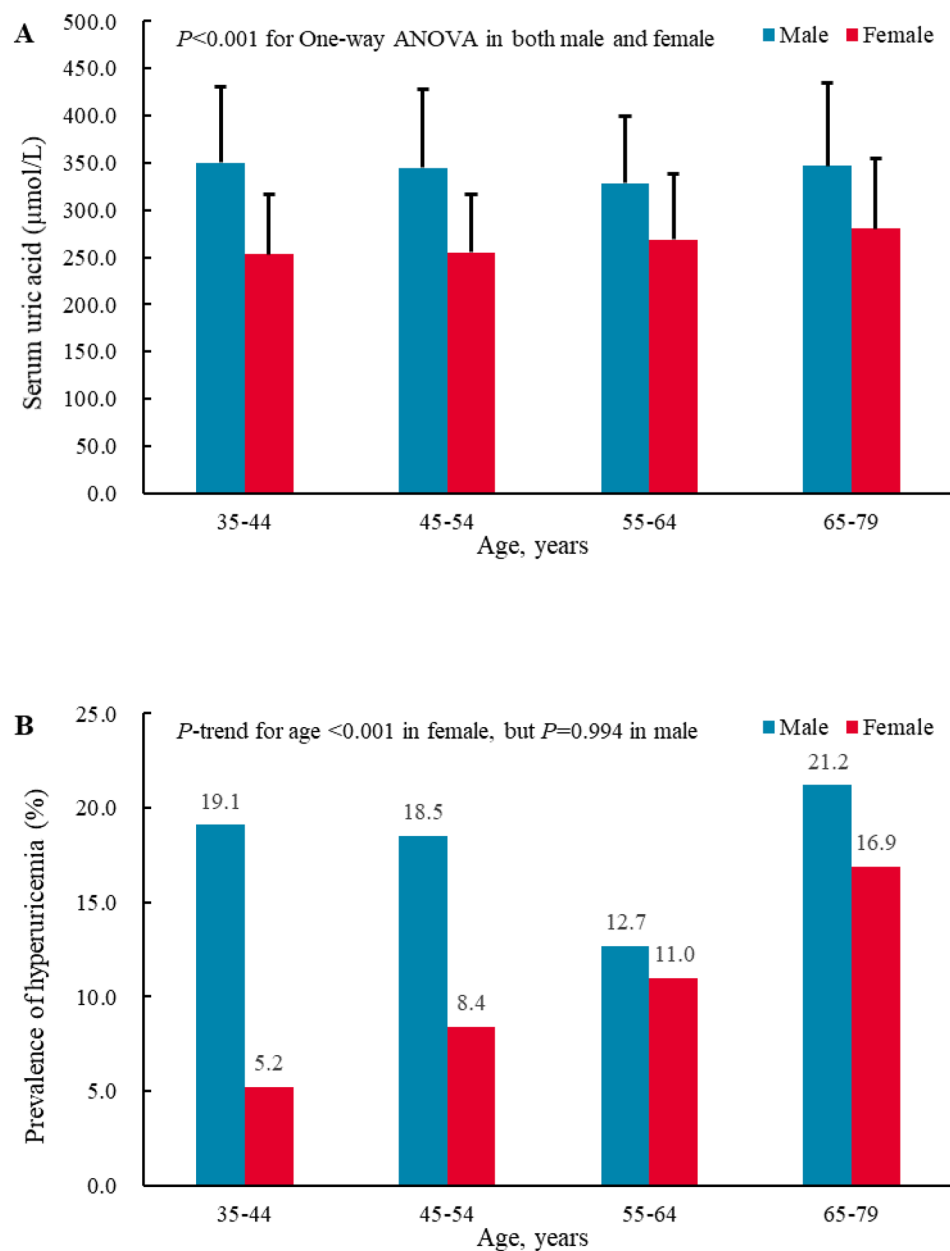 A
P<0.001 for One-way ANOVA in both male and female
Male
Female
500.0
450.0
400.0
350.0
300.0
250.0
200.0
150.0
100.0
50.0
0.0
Serum uric acid (μmol/L)
35-44
45-54
55-64
65-79
Age, years
B
P-trend for age <0.001 in female, but P=0.994 in male
Male
Female
25.0
20.0
15.0
10.0
5.0
0.0
Prevalence of hyperuricemia (%)
19.1
5.2
18.5
8.4
12.7
11.0
21.2
16.9
35-44
45-54
55-64
65-79
Age, years